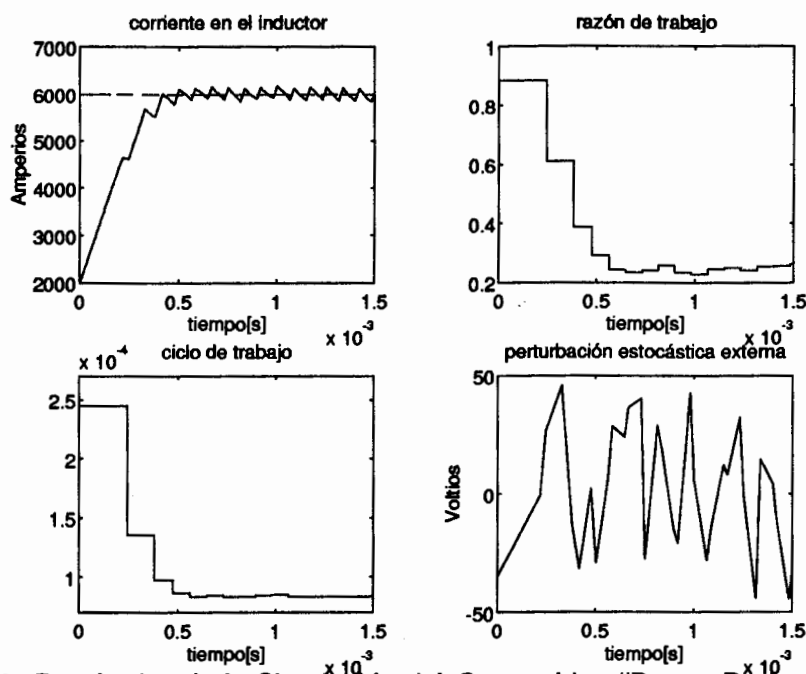 corriente en el inductor
7000
6000
5000
4000
3000
2000
Amperios
0
0.5
1
1.5
tiempo[s]
x 10^-3
razón de trabajo
1
0.8
0.6
0.4
0.2
0
0.5
1
1.5
tiempo[s]
x 10^-3
x 10^-4
ciclo de trabajo
2.5
2
1.5
1
0
0.5
1
1.5
tiempo[s]
x 10^-3
perturbación estocástica externa
50
0
-50
Voltios
0
0.5
1
1.5
tiempo[s]
x 10^-3